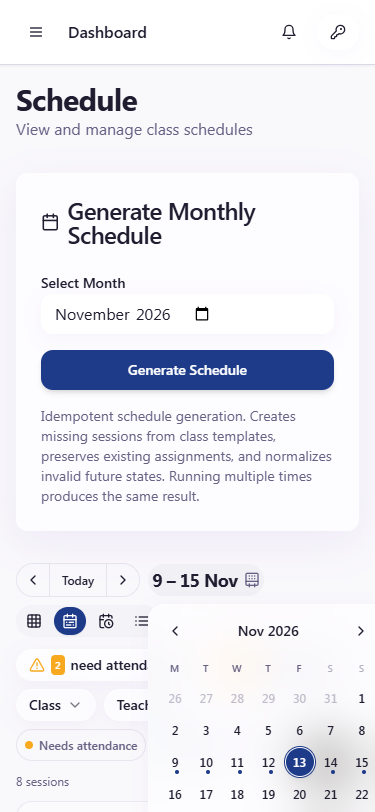 Dashboard
Schedule
View and manage class schedules
Generate Monthly
Schedule
Select Month
November 2026
Generate Schedule
Idempotent schedule generation. Creates
missing sessions from class templates,
preserves existing assignments, and normalizes
invalid future states. Running multiple times
produces the same result.
Today
9 – 15 Nov
Nov 2026
2 need attend
M T W T F S S
Class
Teach
26 27 28 29 30 31 1
2 3 4 5 6 7 8
Needs attendance
9 10 11 12 13 14 15
8 sessions
16 17 18 19 20 21 22